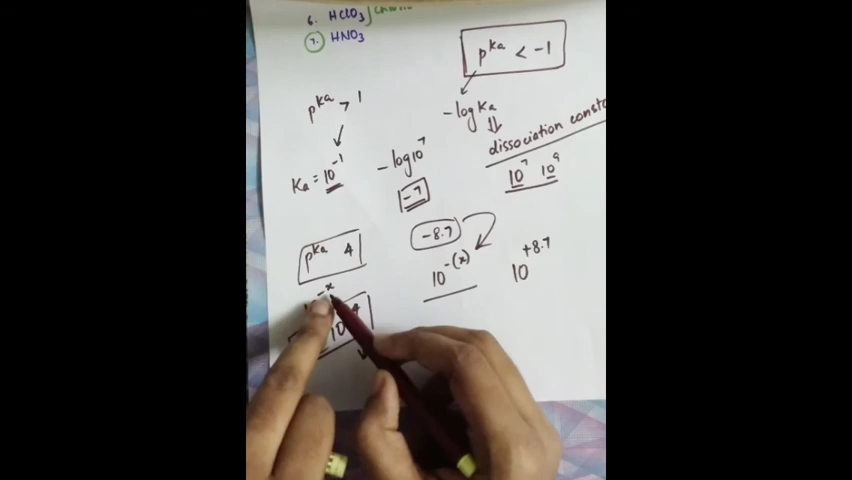 6. HClO3
7. HNO3
pKa < -1
pKa > 1
-log Ka
dissociation consta
-log10^7
Ka = 10^-1
10^7 10^9
-7
-8.7
pKa 4
10^-(x)
10^+8.7
-x
10